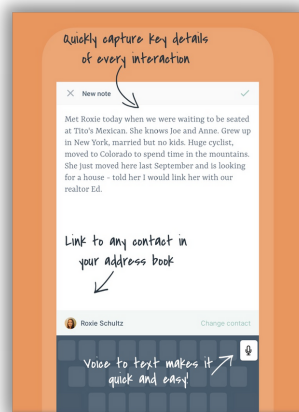 Quickly capture key details
of every interaction
New note
Met Roxie today when we were waiting to be seated
at Tito's Mexican. She knows Joe and Anne. Grew up
in New York, married but no kids. Huge cyclist,
moved to Colorado to spend time in the mountains.
She just moved here last September and is looking
for a house - told her I would link her with our
realtor Ed.
Link to any contact in
your address book
Roxie Schultz Change contact
Voice to text makes it
quick and easy!